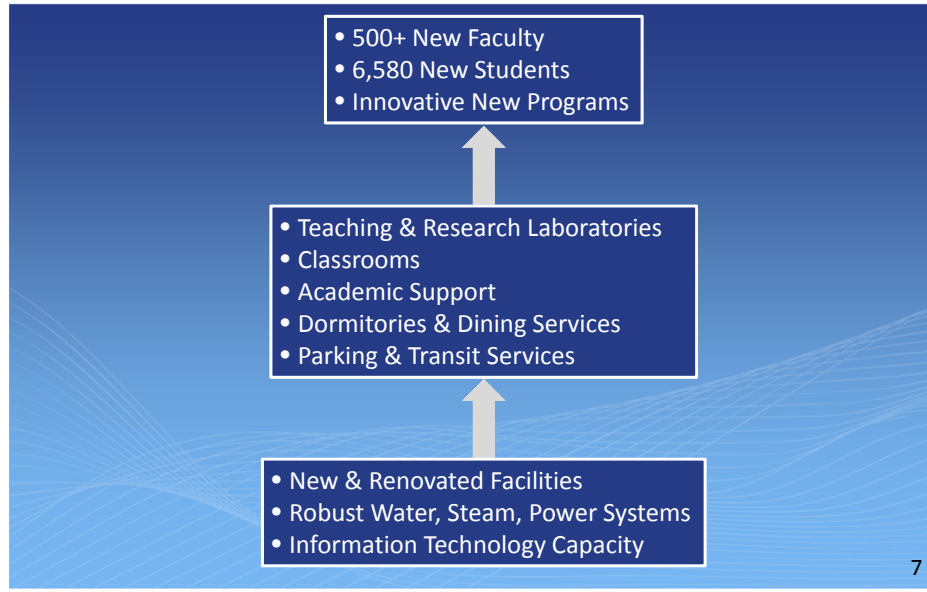 • 500+ New Faculty
• 6,580 New Students
• Innovative New Programs
• Teaching & Research Laboratories
• Classrooms
• Academic Support
• Dormitories & Dining Services
• Parking & Transit Services
• New & Renovated Facilities
• Robust Water, Steam, Power Systems
• Information Technology Capacity
7